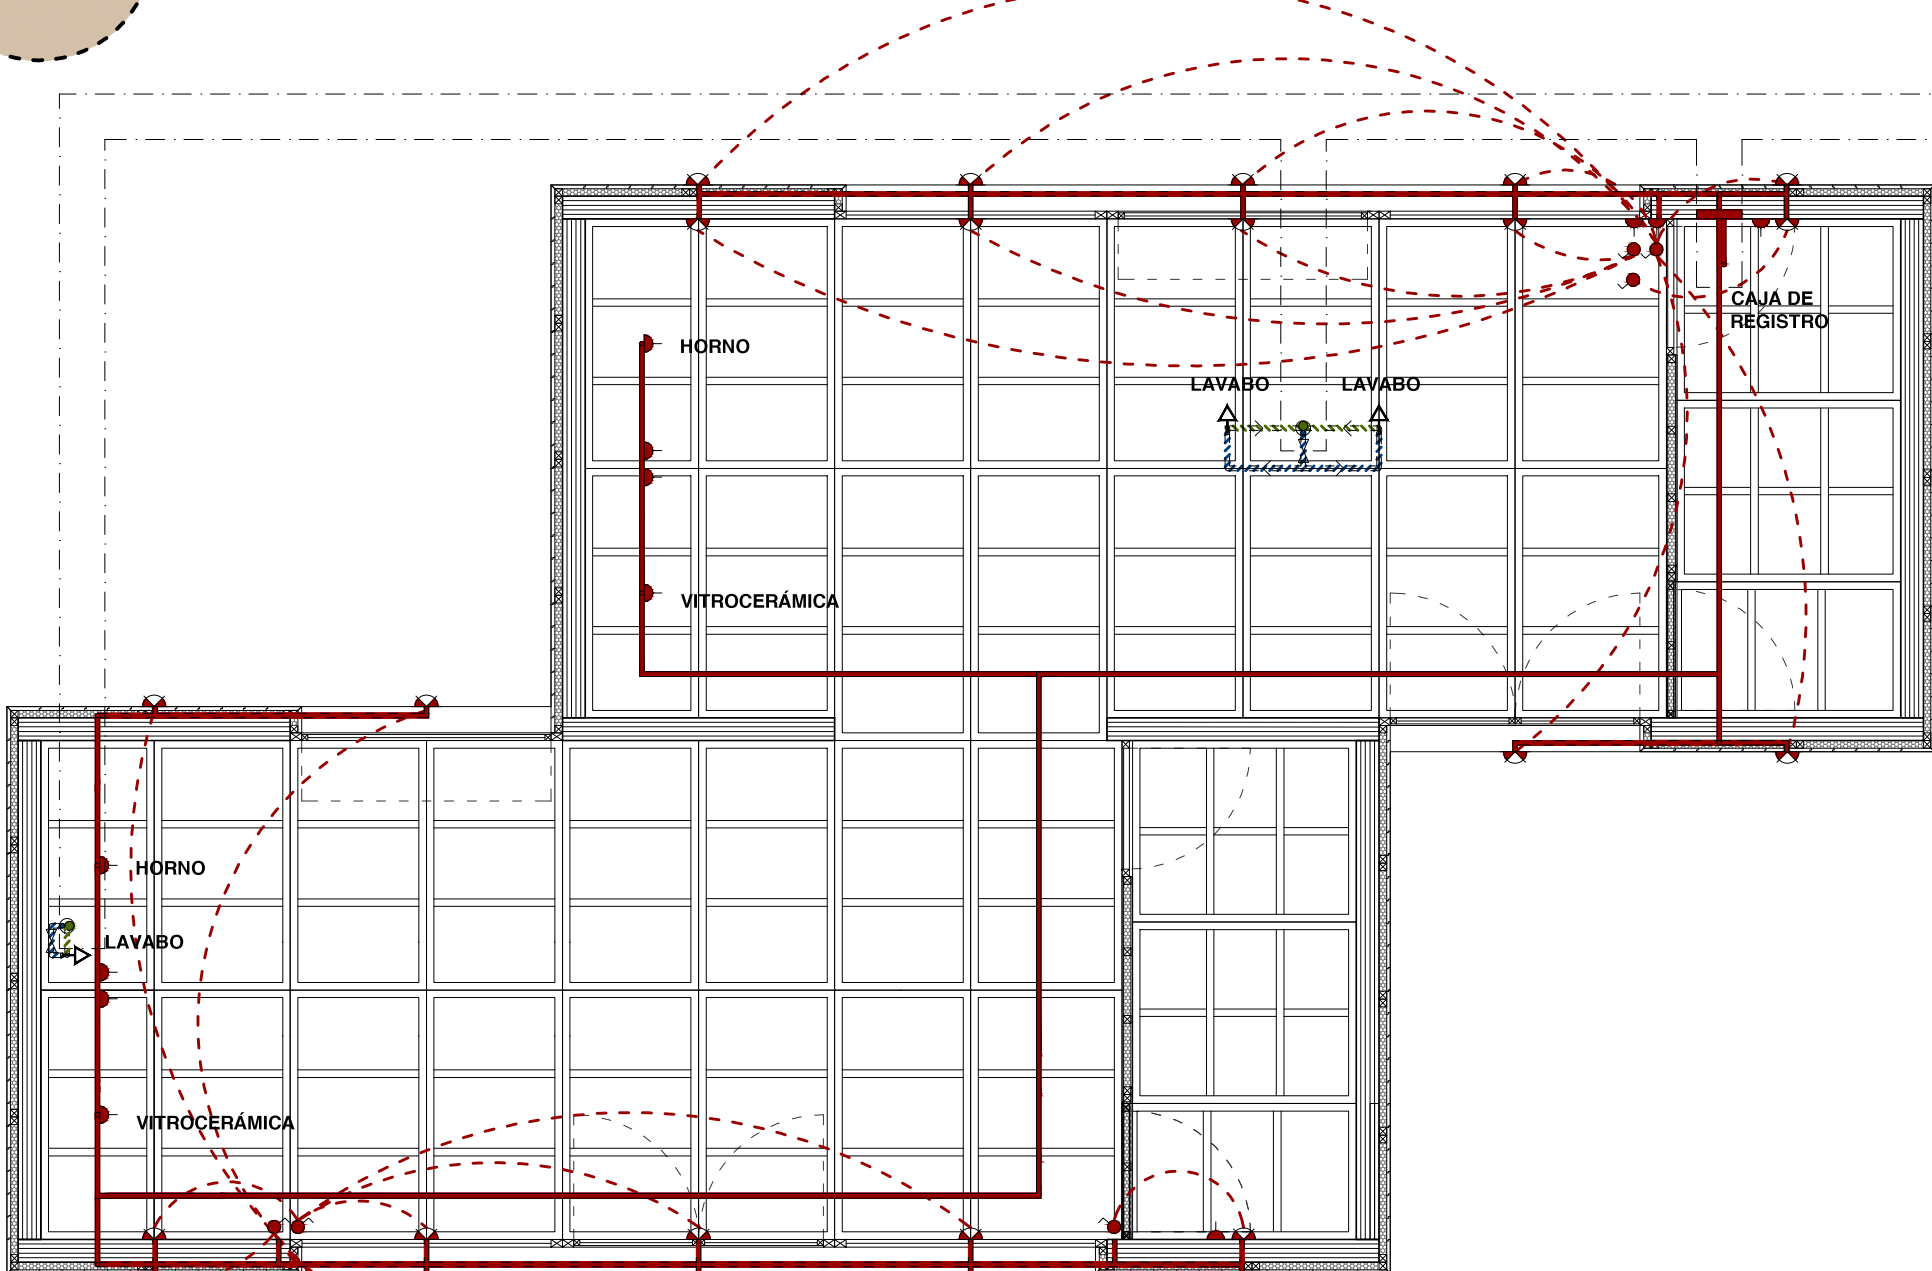 CAJA DE
REGISTRO
HORNO
LAVABO
LAVABO
VITROCERÁMICA
HORNO
LAVABO
VITROCERÁMICA